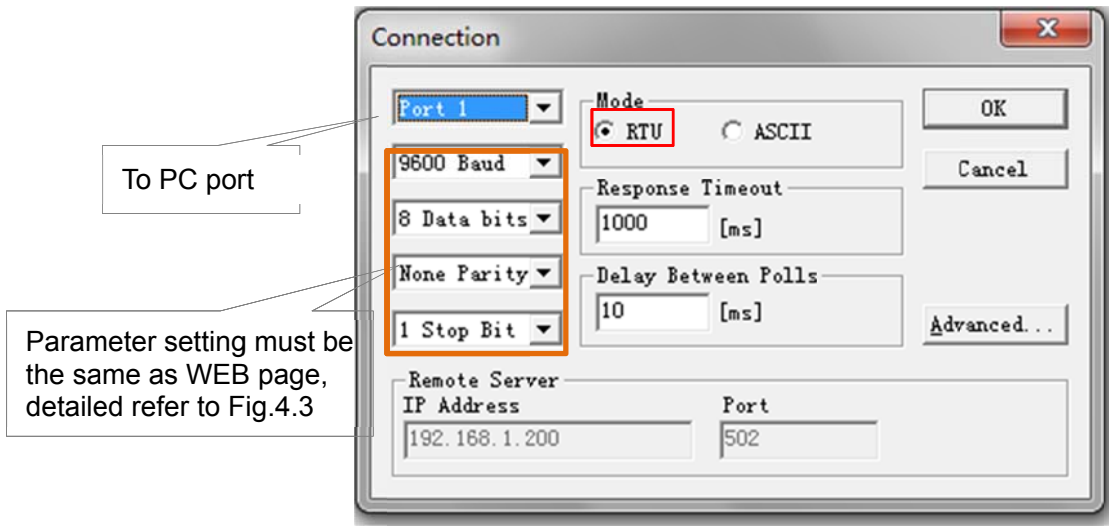 Connection
X
Port 1
Mode
RTU
ASCII
OK
To PC port
9600 Baud
Cancel
Response Timeout
8 Data bits
1000
[ms]
None Parity
Delay Between Polls
10
[ms]
1 Stop Bit
Advanced...
Parameter setting must be
the same as WEB page,
detailed refer to Fig.4.3
Remote Server
IP Address
Port
192.168.1.200
502